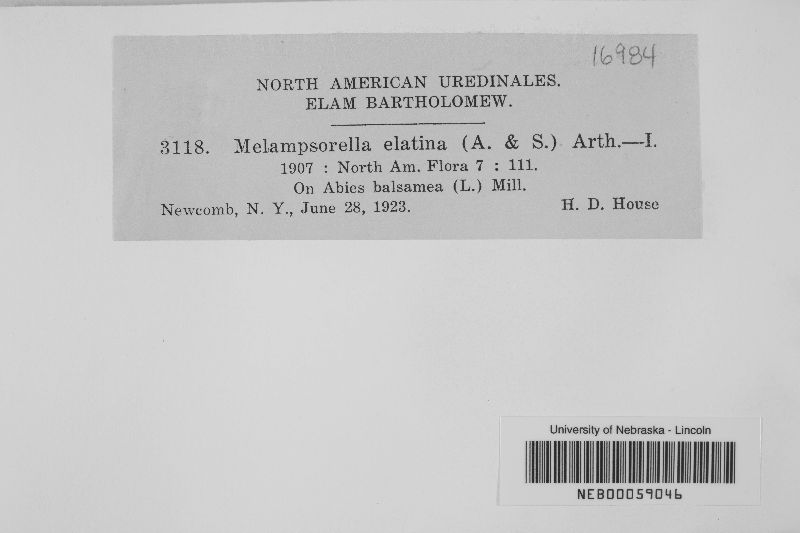 16984
NORTH AMERICAN UREDINALES.
ELAM BARTHOLOMEW.
3118. Melampsorella elatina (A. & S.) Arth.—I.
1907 : North Am. Flora 7 : 111.
On Abies balsamea (L.) Mill.
Newcomb, N. Y., June 28, 1923. H. D. House
University of Nebraska - Lincoln
NEB00059046